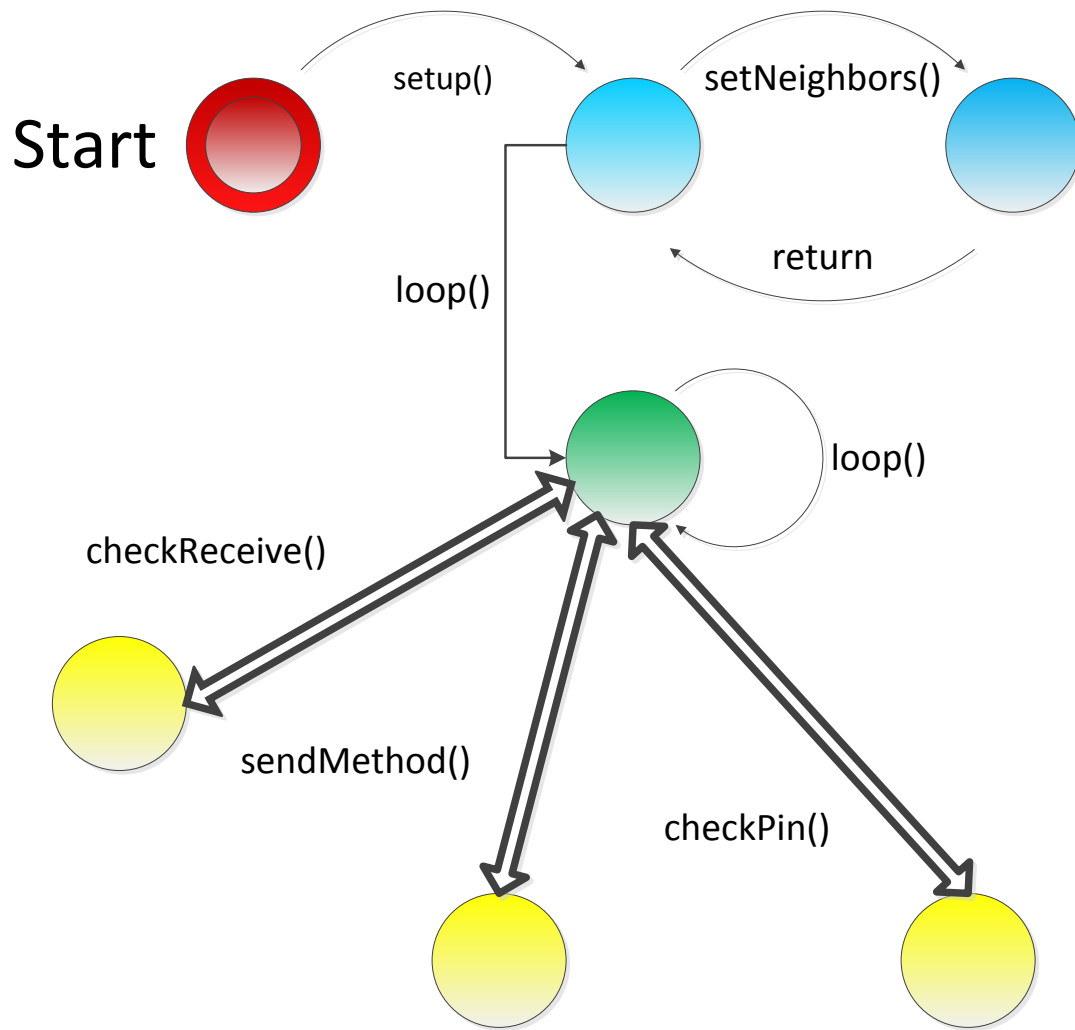 setup()
setNeighbors()
Start
return
loop()
loop()
checkReceive()
sendMethod()
checkPin()